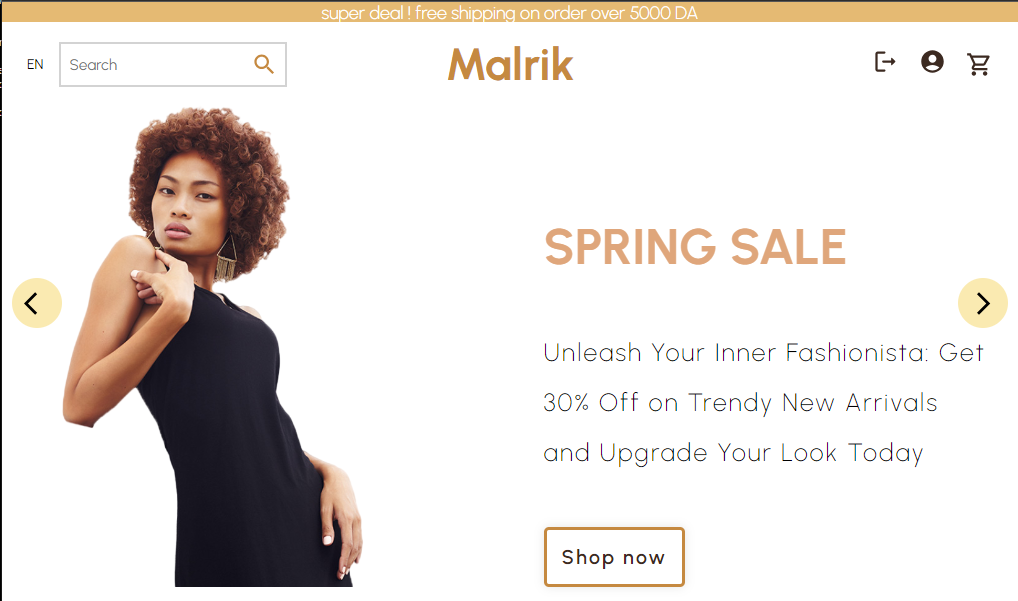 super deal ! free shipping on order over 5000 DA
EN
Search
Malrik
SPRING SALE
Unleash Your Inner Fashionista: Get
30% Off on Trendy New Arrivals
and Upgrade Your Look Today
Shop now